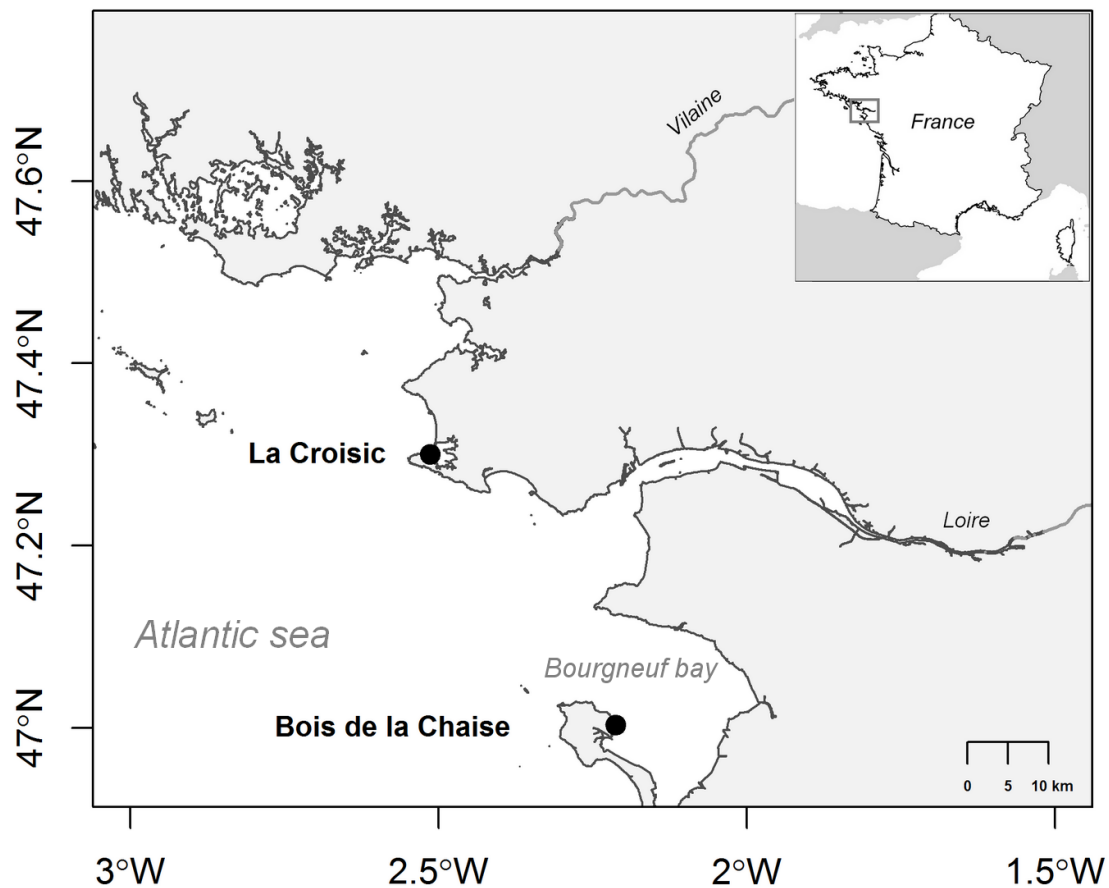 Vilaine
France
47.6°N
47.4°N
La Croisic
Loire
47.2°N
Atlantic sea
Bourgneuf bay
47°N
Bois de la Chaise
0 5 10 km
3°W 2.5°W 2°W 1.5°W